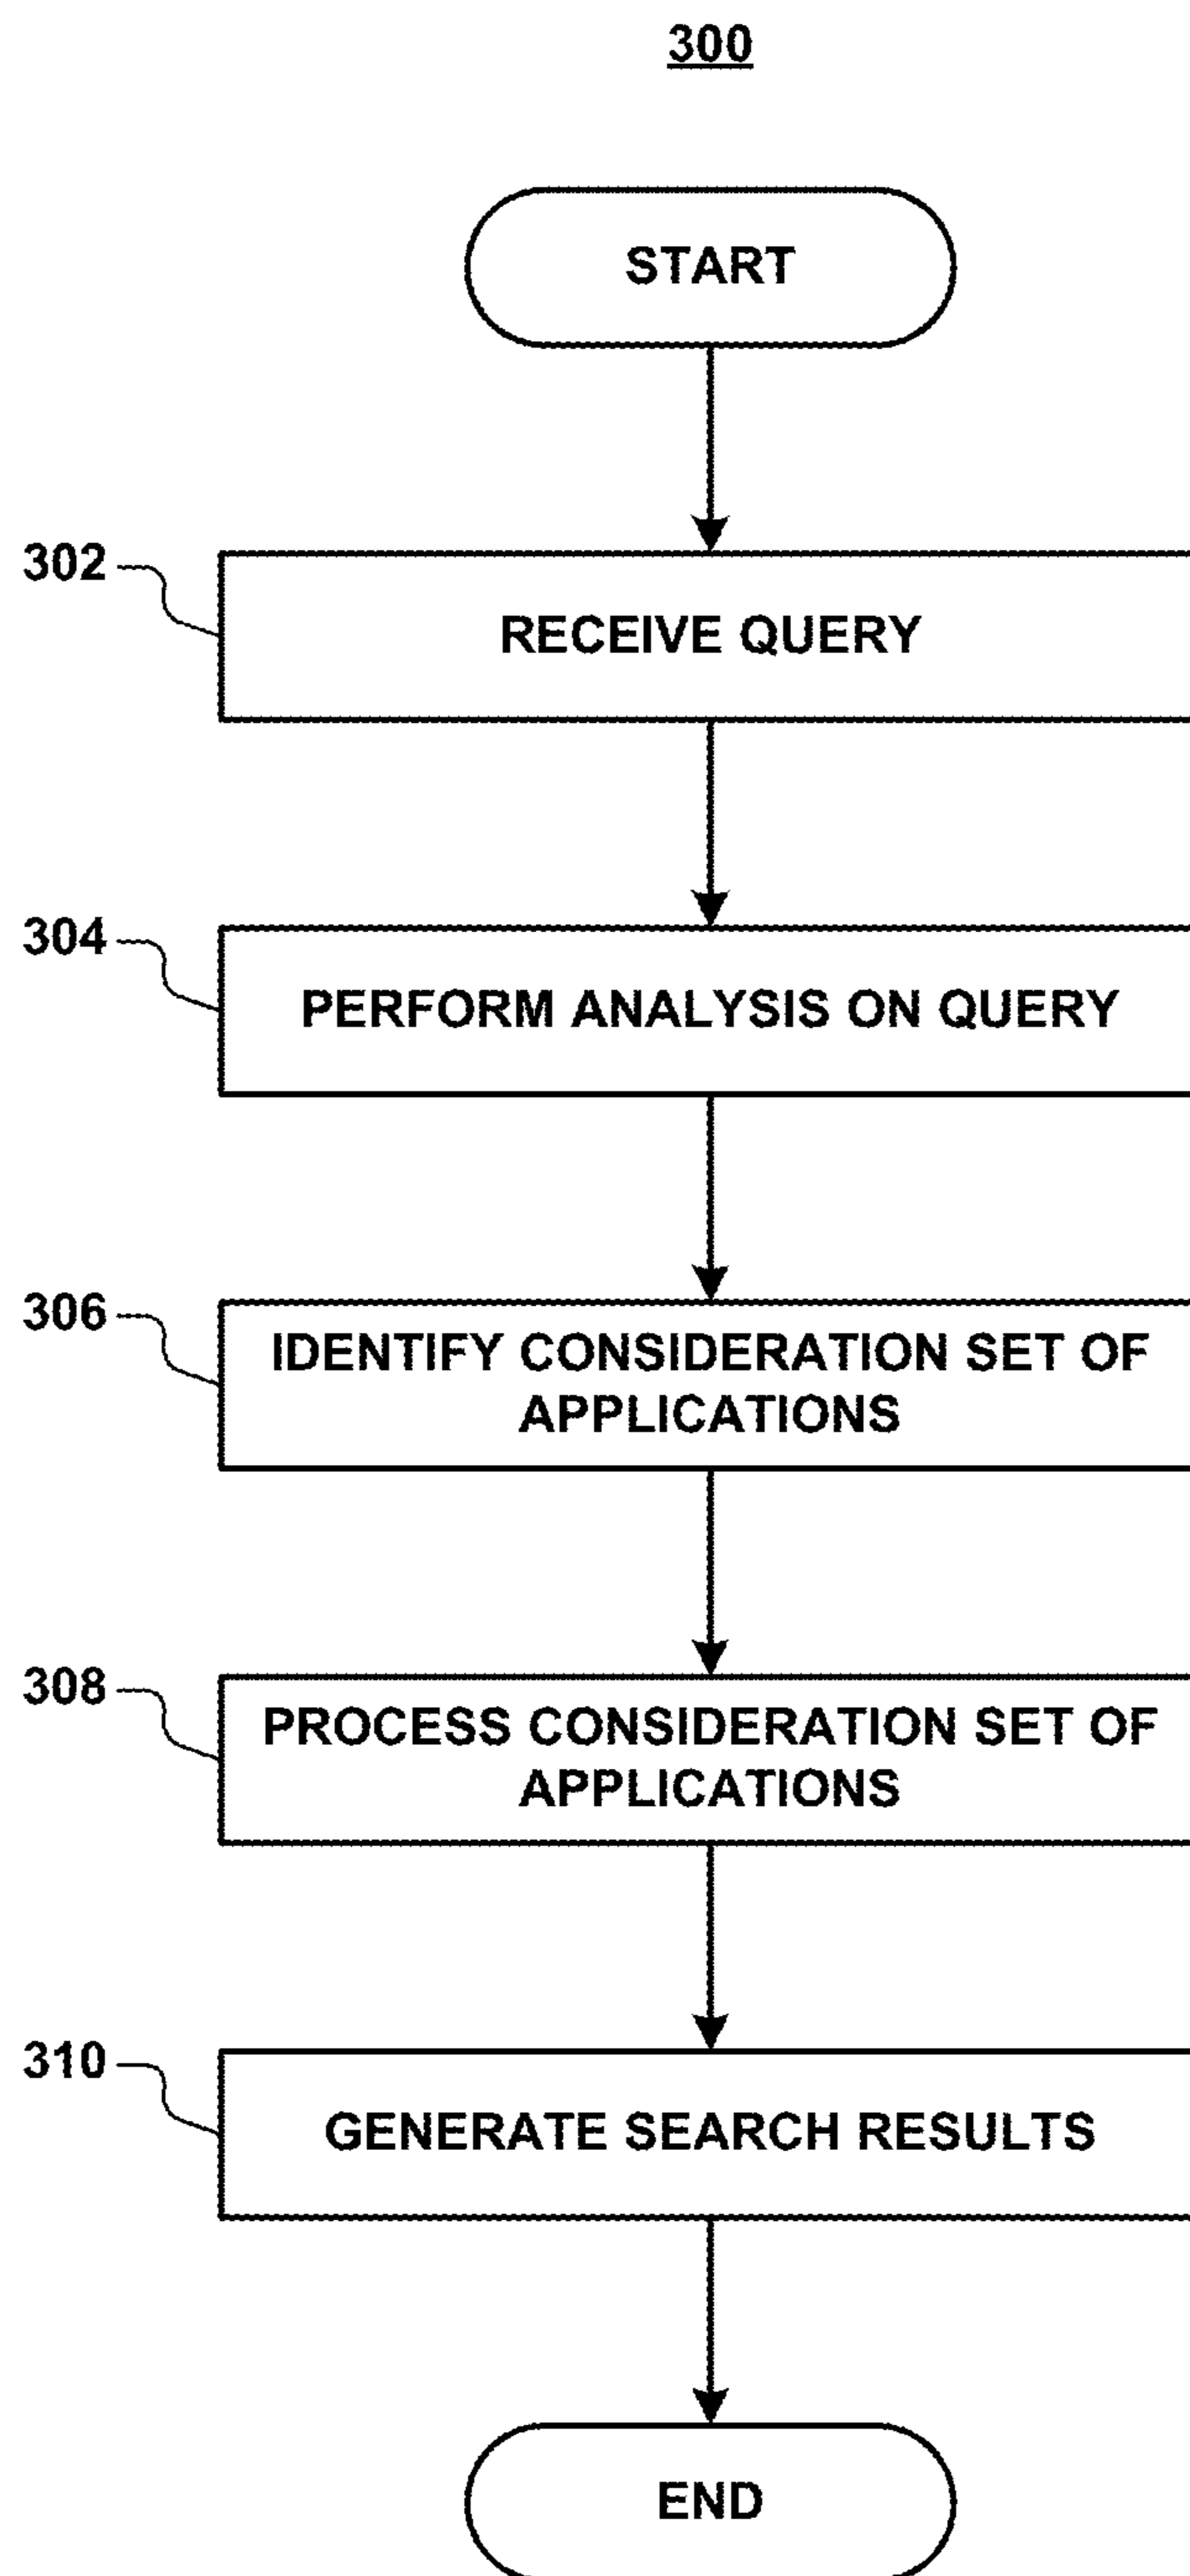 300
START
302
RECEIVE QUERY
304
PERFORM ANALYSIS ON QUERY
306
IDENTIFY CONSIDERATION SET OF
APPLICATIONS
308
PROCESS CONSIDERATION SET OF
APPLICATIONS
310
GENERATE SEARCH RESULTS
END